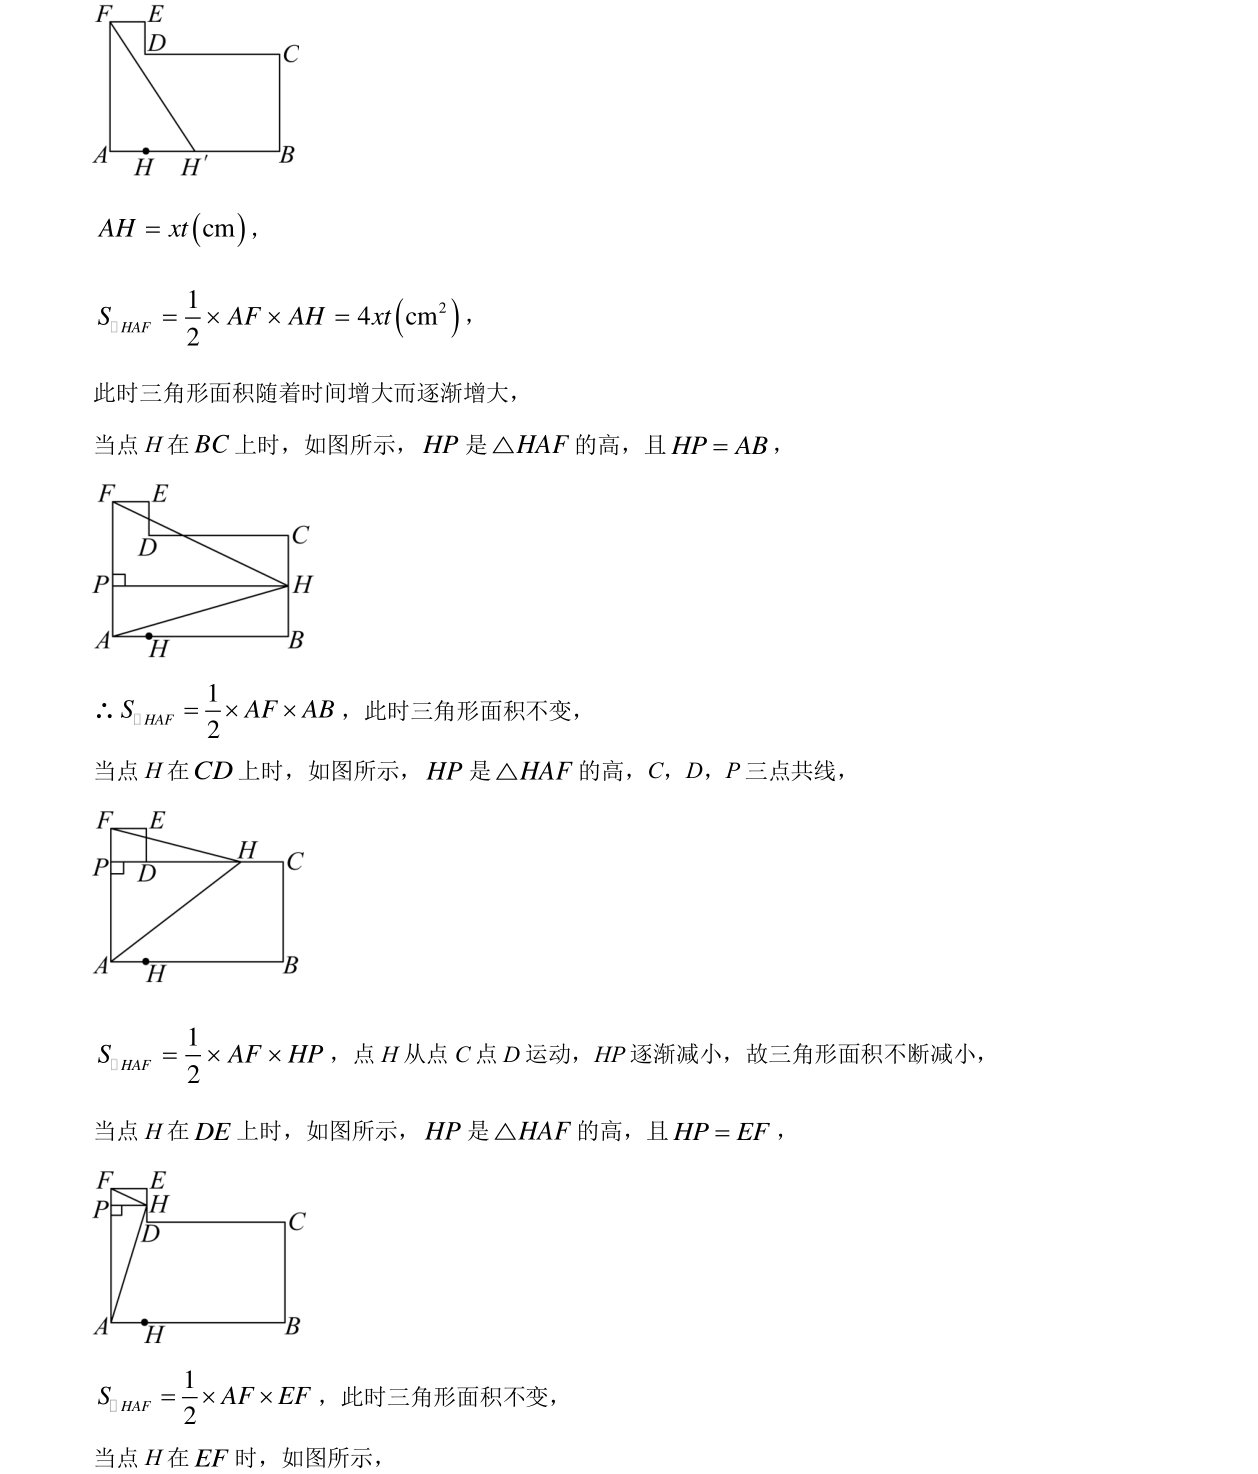 F E
D C
A H H′ B
AH = xt(cm)，
S□HAF = 1/2 × AF × AH = 4xt(cm²)，
此时三角形面积随着时间增大而逐渐增大，
当点 H 在 BC 上时，如图所示，HP 是 △HAF 的高，且 HP = AB，
F E
D C
P H
A H B
∴ S□HAF = 1/2 × AF × AB，此时三角形面积不变，
当点 H 在 CD 上时，如图所示，HP 是 △HAF 的高，C，D，P 三点共线，
F E
P D H C
A H B
S□HAF = 1/2 × AF × HP，点 H 从点 C 点 D 运动，HP 逐渐减小，故三角形面积不断减小，
当点 H 在 DE 上时，如图所示，HP 是 △HAF 的高，且 HP = EF，
F E
P H
D C
A H B
S□HAF = 1/2 × AF × EF，此时三角形面积不变，
当点 H 在 EF 时，如图所示，